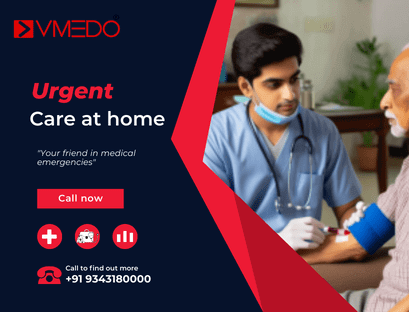 VMEDO
Urgent
Care at home
"Your friend in medical
emergencies"
Call now
Call to find out more
+91 9343180000